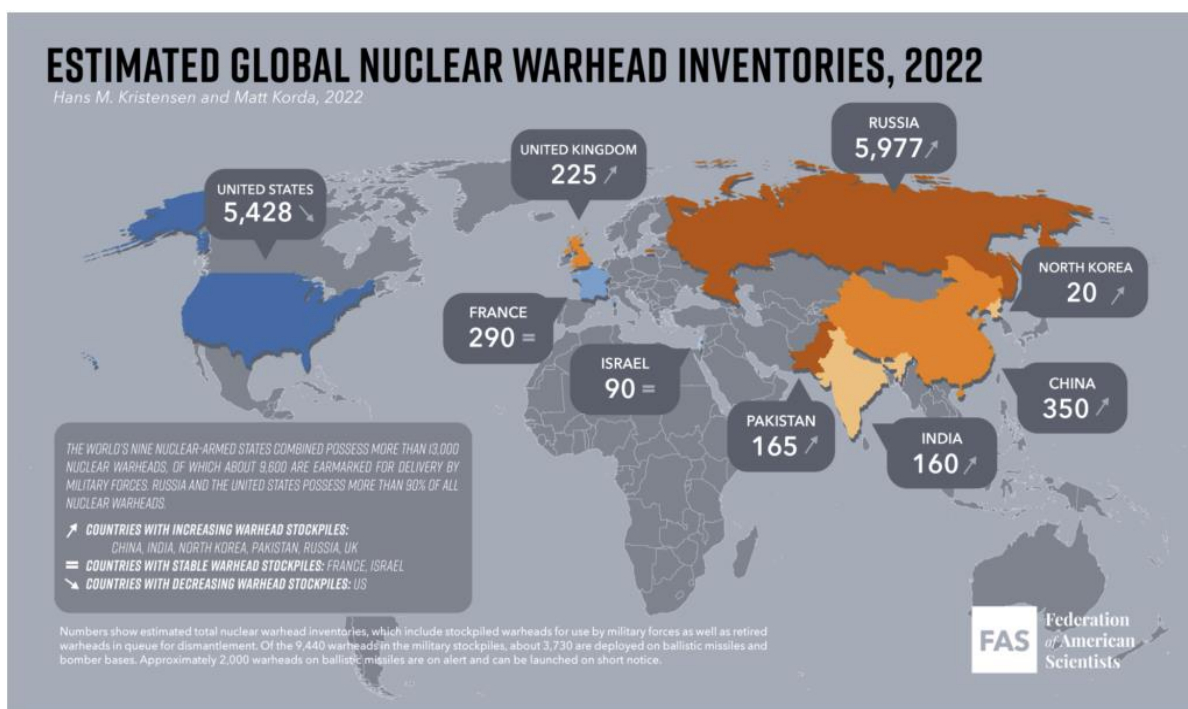 ESTIMATED GLOBAL NUCLEAR WARHEAD INVENTORIES, 2022
Hans M. Kristensen and Matt Korda, 2022
RUSSIA
5,977
UNITED KINGDOM
225
UNITED STATES
5,428
NORTH KOREA
20
FRANCE
290 =
ISRAEL
90 =
CHINA
350
PAKISTAN
165
INDIA
160
THE WORLD'S NINE NUCLEAR-ARMED STATES COMBINED POSSESS MORE THAN 13,000
NUCLEAR WARHEADS, OF WHICH ABOUT 9,600 ARE EARMARKED FOR DELIVERY BY
MILITARY FORCES. RUSSIA AND THE UNITED STATES POSSESS MORE THAN 90% OF ALL
NUCLEAR WARHEADS.
COUNTRIES WITH INCREASING WARHEAD STOCKPILES:
CHINA, INDIA, NORTH KOREA, PAKISTAN, RUSSIA, UK
= COUNTRIES WITH STABLE WARHEAD STOCKPILES: FRANCE, ISRAEL
COUNTRIES WITH DECREASING WARHEAD STOCKPILES: US
Numbers show estimated total nuclear warhead inventories, which include stockpiled warheads for use by military forces as well as retired
warheads in queue for dismantlement. Of the 9,440 warheads in the military stockpiles, about 3,730 are deployed on ballistic missiles and
bomber bases. Approximately 2,000 warheads on ballistic missiles are on alert and can be launched on short notice.
FAS
Federation
of American
Scientists